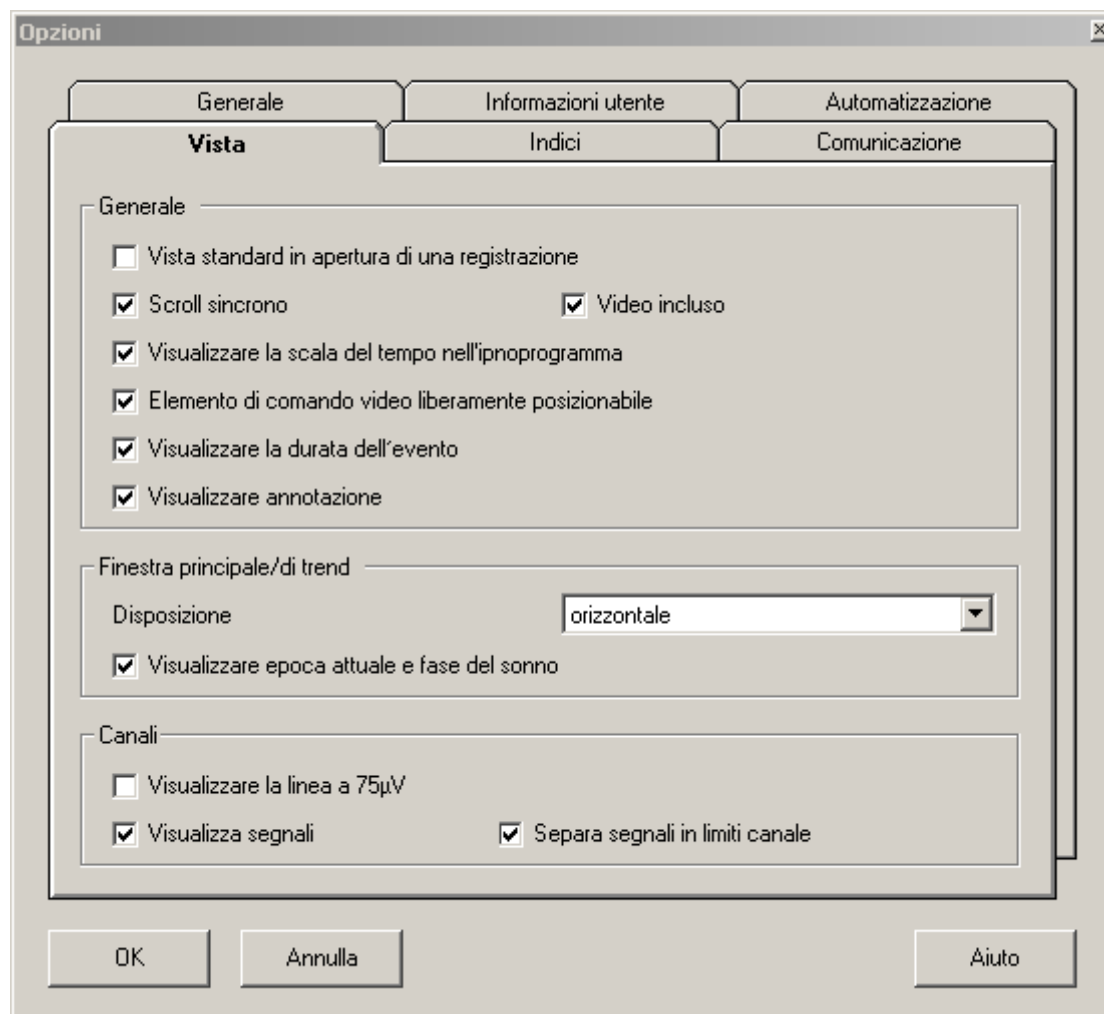 Opzioni
Generale Informazioni utente Automatizzazione
Vista Indici Comunicazione
Generale
Vista standard in apertura di una registrazione
Scroll sincrono Video incluso
Visualizzare la scala del tempo nell'ipnoprogramma
Elemento di comando video liberamente posizionabile
Visualizzare la durata dell´evento
Visualizzare annotazione
Finestra principale/di trend
Disposizione orizzontale
Visualizzare epoca attuale e fase del sonno
Canali
Visualizzare la linea a 75µV
Visualizza segnali Separa segnali in limiti canale
OK Annulla Aiuto